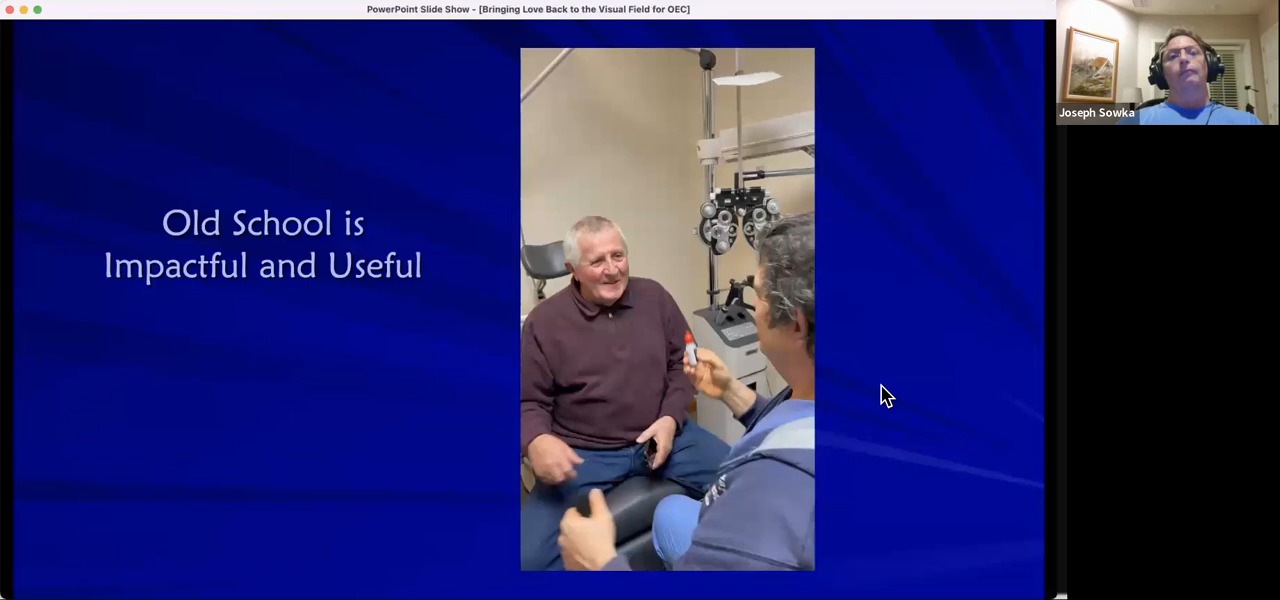 PowerPoint Slide Show - [Bringing Love Back to the Visual Field for OEC]
Old School is
Impactful and Useful
Joseph Sowka